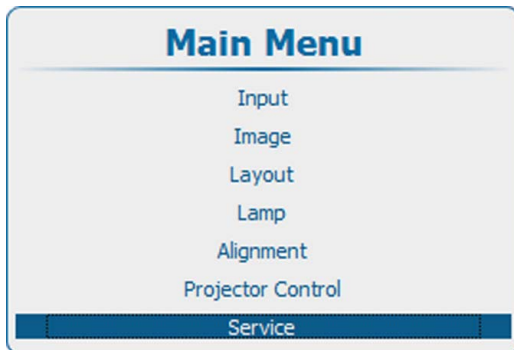 Main Menu
Input
Image
Layout
Lamp
Alignment
Projector Control
Service